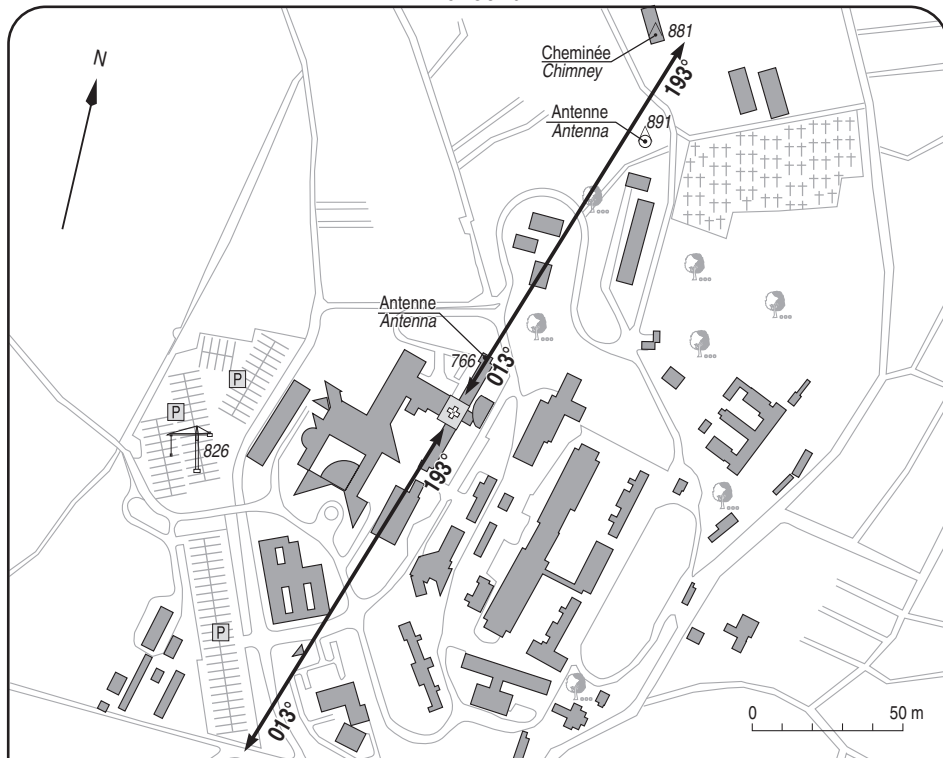 N
881
Cheminée
Chimney
193°
Antenne
Antenna
891
Antenne
Antenna
766
013°
P
P
826
193°
P
013°
0 50 m